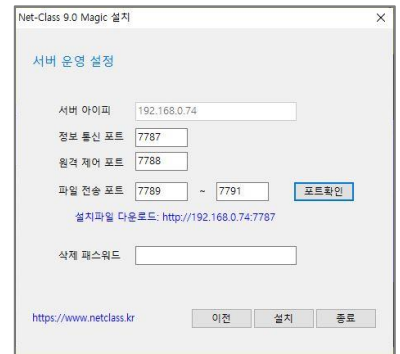 Net-Class 9.0 Magic 설치
서버 운영 설정
서버 아이피 192.168.0.74
정보 통신 포트 7787
원격 제어 포트 7788
파일 전송 포트 7789 ~ 7791 포트확인
설치파일 다운로드: http://192.168.0.74:7787
삭제 패스워드
https://www.netclass.kr 이전 설치 종료